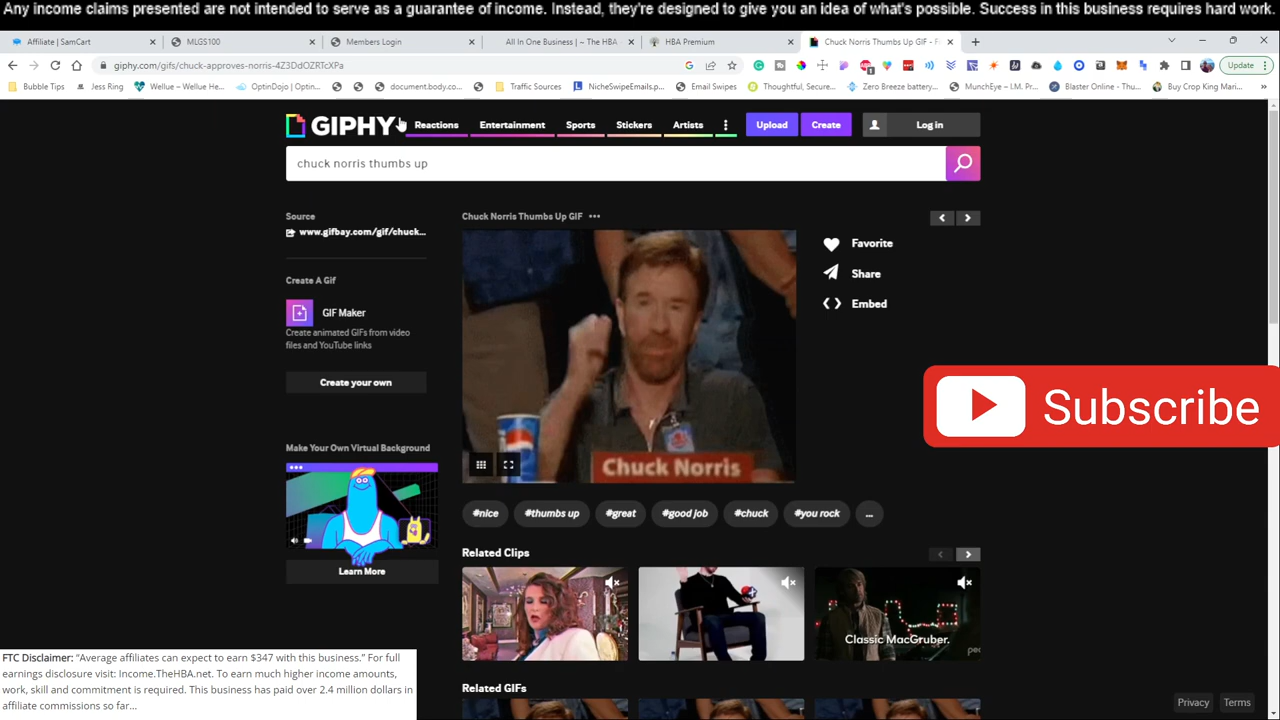 Any income claims presented are not intended to serve as a guarantee of income. Instead, they're designed to give you an idea of what's possible. Success in this business requires hard work.
Affiliate | SamCart
MLGS100
Members Login
All In One Business | – The HBA
HBA Premium
Chuck Norris Thumbs Up GIF - F
giphy.com/gifs/chuck-approves-norris-4Z3DdOZRTcXPa
Update
Bubble Tips
Jess Ring
Wellue – Wellue He...
OptinDojo | Optin...
document.body.co...
Traffic Sources
NicheSwipeEmails.p...
Email Swipes
Thoughtful, Secure...
Zero Breeze battery...
MunchEye – I.M. Pr...
Blaster Online - Thu...
Buy Crop King Mari...
GIPHY
Reactions
Entertainment
Sports
Stickers
Artists
Upload
Create
Log in
chuck norris thumbs up
Source
www.gifbay.com/gif/chuck...
Create A Gif
GIF Maker
Create animated GIFs from video
files and YouTube links
Create your own
Make Your Own Virtual Background
Learn More
Chuck Norris Thumbs Up GIF
Chuck Norris
Favorite
Share
Embed
Subscribe
#nice
#thumbs up
#great
#good job
#chuck
#you rock
...
Related Clips
Classic MacGruber.
Related GIFs
FTC Disclaimer: “Average affiliates can expect to earn $347 with this business.” For full
earnings disclosure visit: Income.TheHBA.net. To earn much higher income amounts,
work, skill and commitment is required. This business has paid over 2.4 million dollars in
affiliate commissions so far...
Privacy
Terms